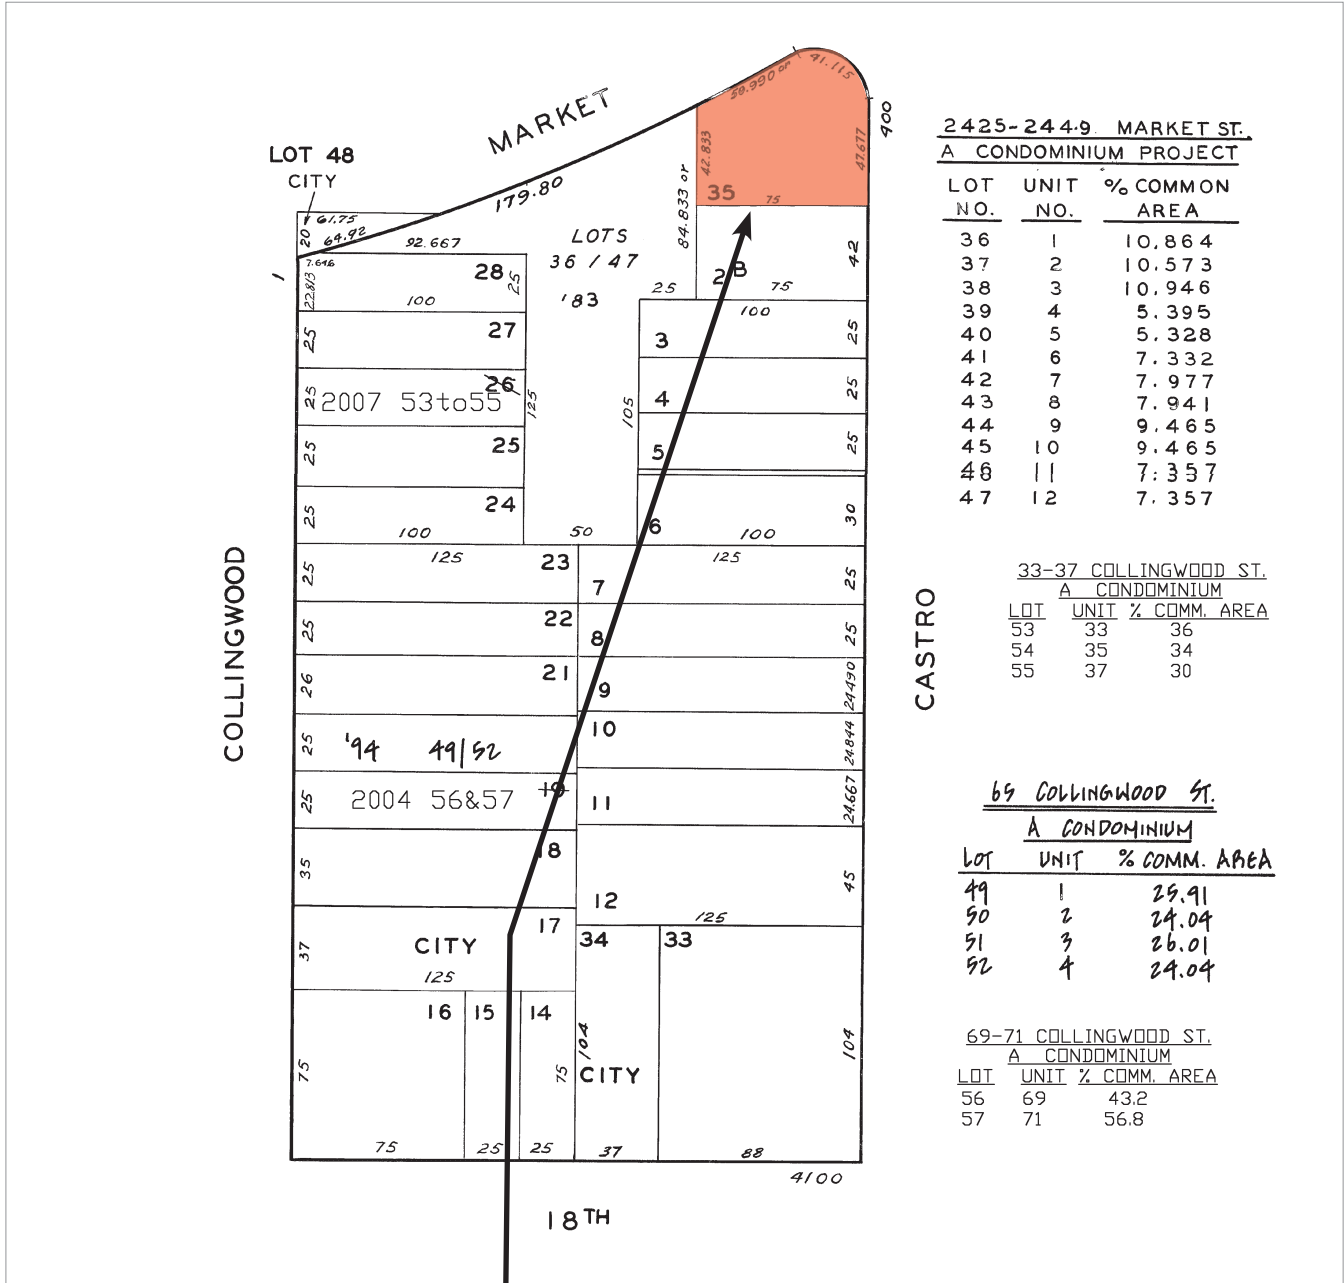 MARKET
59.990 or
41.115
400
LOT 48
CITY
179.80
61.75
64.92
20
92.667
7.646
1
22.813
28
25
100
LOTS
36 / 47
'83
84.833 or
42.833
47.677
35
75
2B
42
25
75
100
25
27
3
25
25
26
2007 53to55
125
105
4
25
25
25
5
25
25
24
6
30
100
50
100
125
125
25
23
7
25
25
22
8
25
26
21
9
24.490
25
'94 49/52
10
24.844
25
2004 56&57
19
11
24.667
35
18
12
45
125
37
CITY
17
34
33
125
16
15
14
75
75
104
CITY
104
75
25
25
37
88
4100
18TH
COLLINGWOOD
CASTRO
2425-2449 MARKET ST.
A CONDOMINIUM PROJECT
LOT NO. UNIT NO. % COMMON AREA
36 1 10.864
37 2 10.573
38 3 10.946
39 4 5.395
40 5 5.328
41 6 7.332
42 7 7.977
43 8 7.941
44 9 9.465
45 10 9.465
46 11 7.357
47 12 7.357
33-37 COLLINGWOOD ST.
A CONDOMINIUM
LOT UNIT % COMM. AREA
53 33 36
54 35 34
55 37 30
65 COLLINGWOOD ST.
A CONDOMINIUM
LOT UNIT % COMM. AREA
49 1 25.91
50 2 24.04
51 3 26.01
52 4 24.04
69-71 COLLINGWOOD ST.
A CONDOMINIUM
LOT UNIT % COMM. AREA
56 69 43.2
57 71 56.8